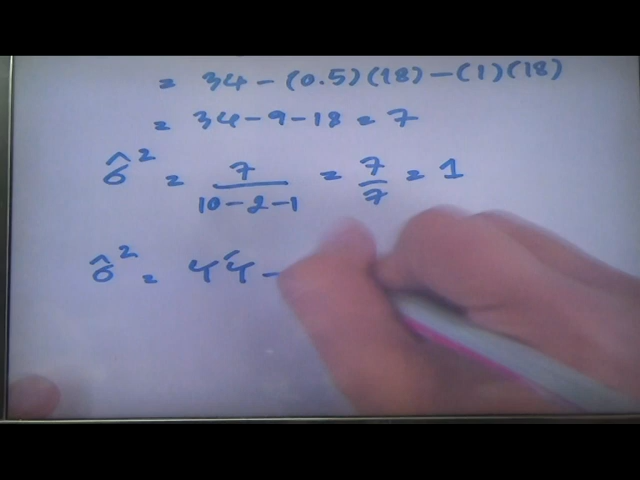 = 34 - (0.5)(18) - (1)(18)
= 34 - 9 - 18 = 7
σ̂² = 7/(10-2-1) = 7/7 = 1
σ̂² = Y'Y -